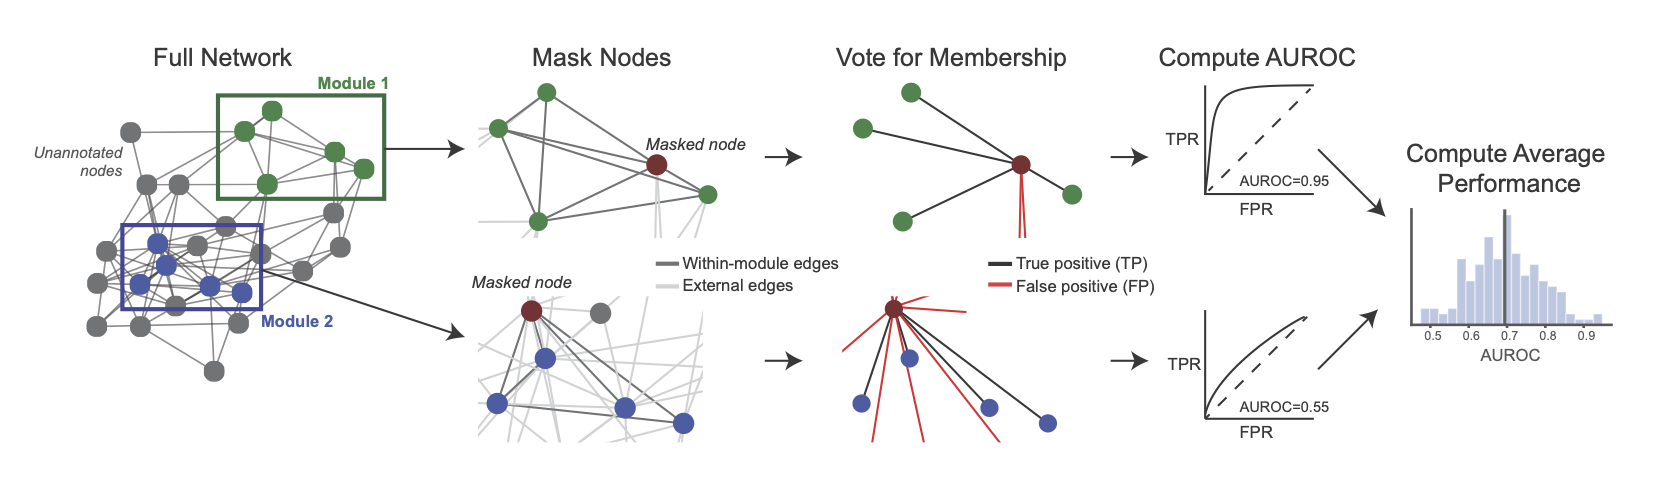 Full Network
Mask Nodes
Vote for Membership
Compute AUROC
Module 1
Unannotated
nodes
Masked node
TPR
AUROC=0.95
FPR
Compute Average
Performance
Within-module edges
External edges
True positive (TP)
False positive (FP)
Masked node
Module 2
TPR
AUROC=0.55
FPR
0.5 0.6 0.7 0.8 0.9
AUROC